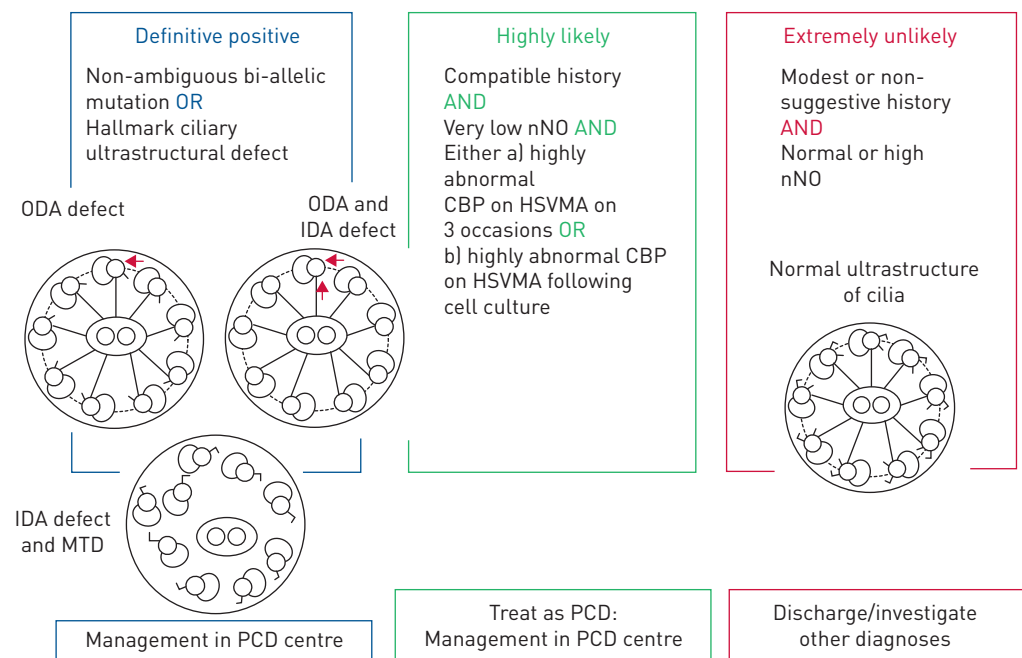 Definitive positive
Non-ambiguous bi-allelic
mutation OR
Hallmark ciliary
ultrastructural defect
ODA defect
ODA and
IDA defect
IDA defect
and MTD
Management in PCD centre
Highly likely
Compatible history
AND
Very low nNO AND
Either a) highly
abnormal
CBP on HSVMA on
3 occasions OR
b) highly abnormal CBP
on HSVMA following
cell culture
Treat as PCD:
Management in PCD centre
Extremely unlikely
Modest or non-
suggestive history
AND
Normal or high
nNO
Normal ultrastructure
of cilia
Discharge/investigate
other diagnoses